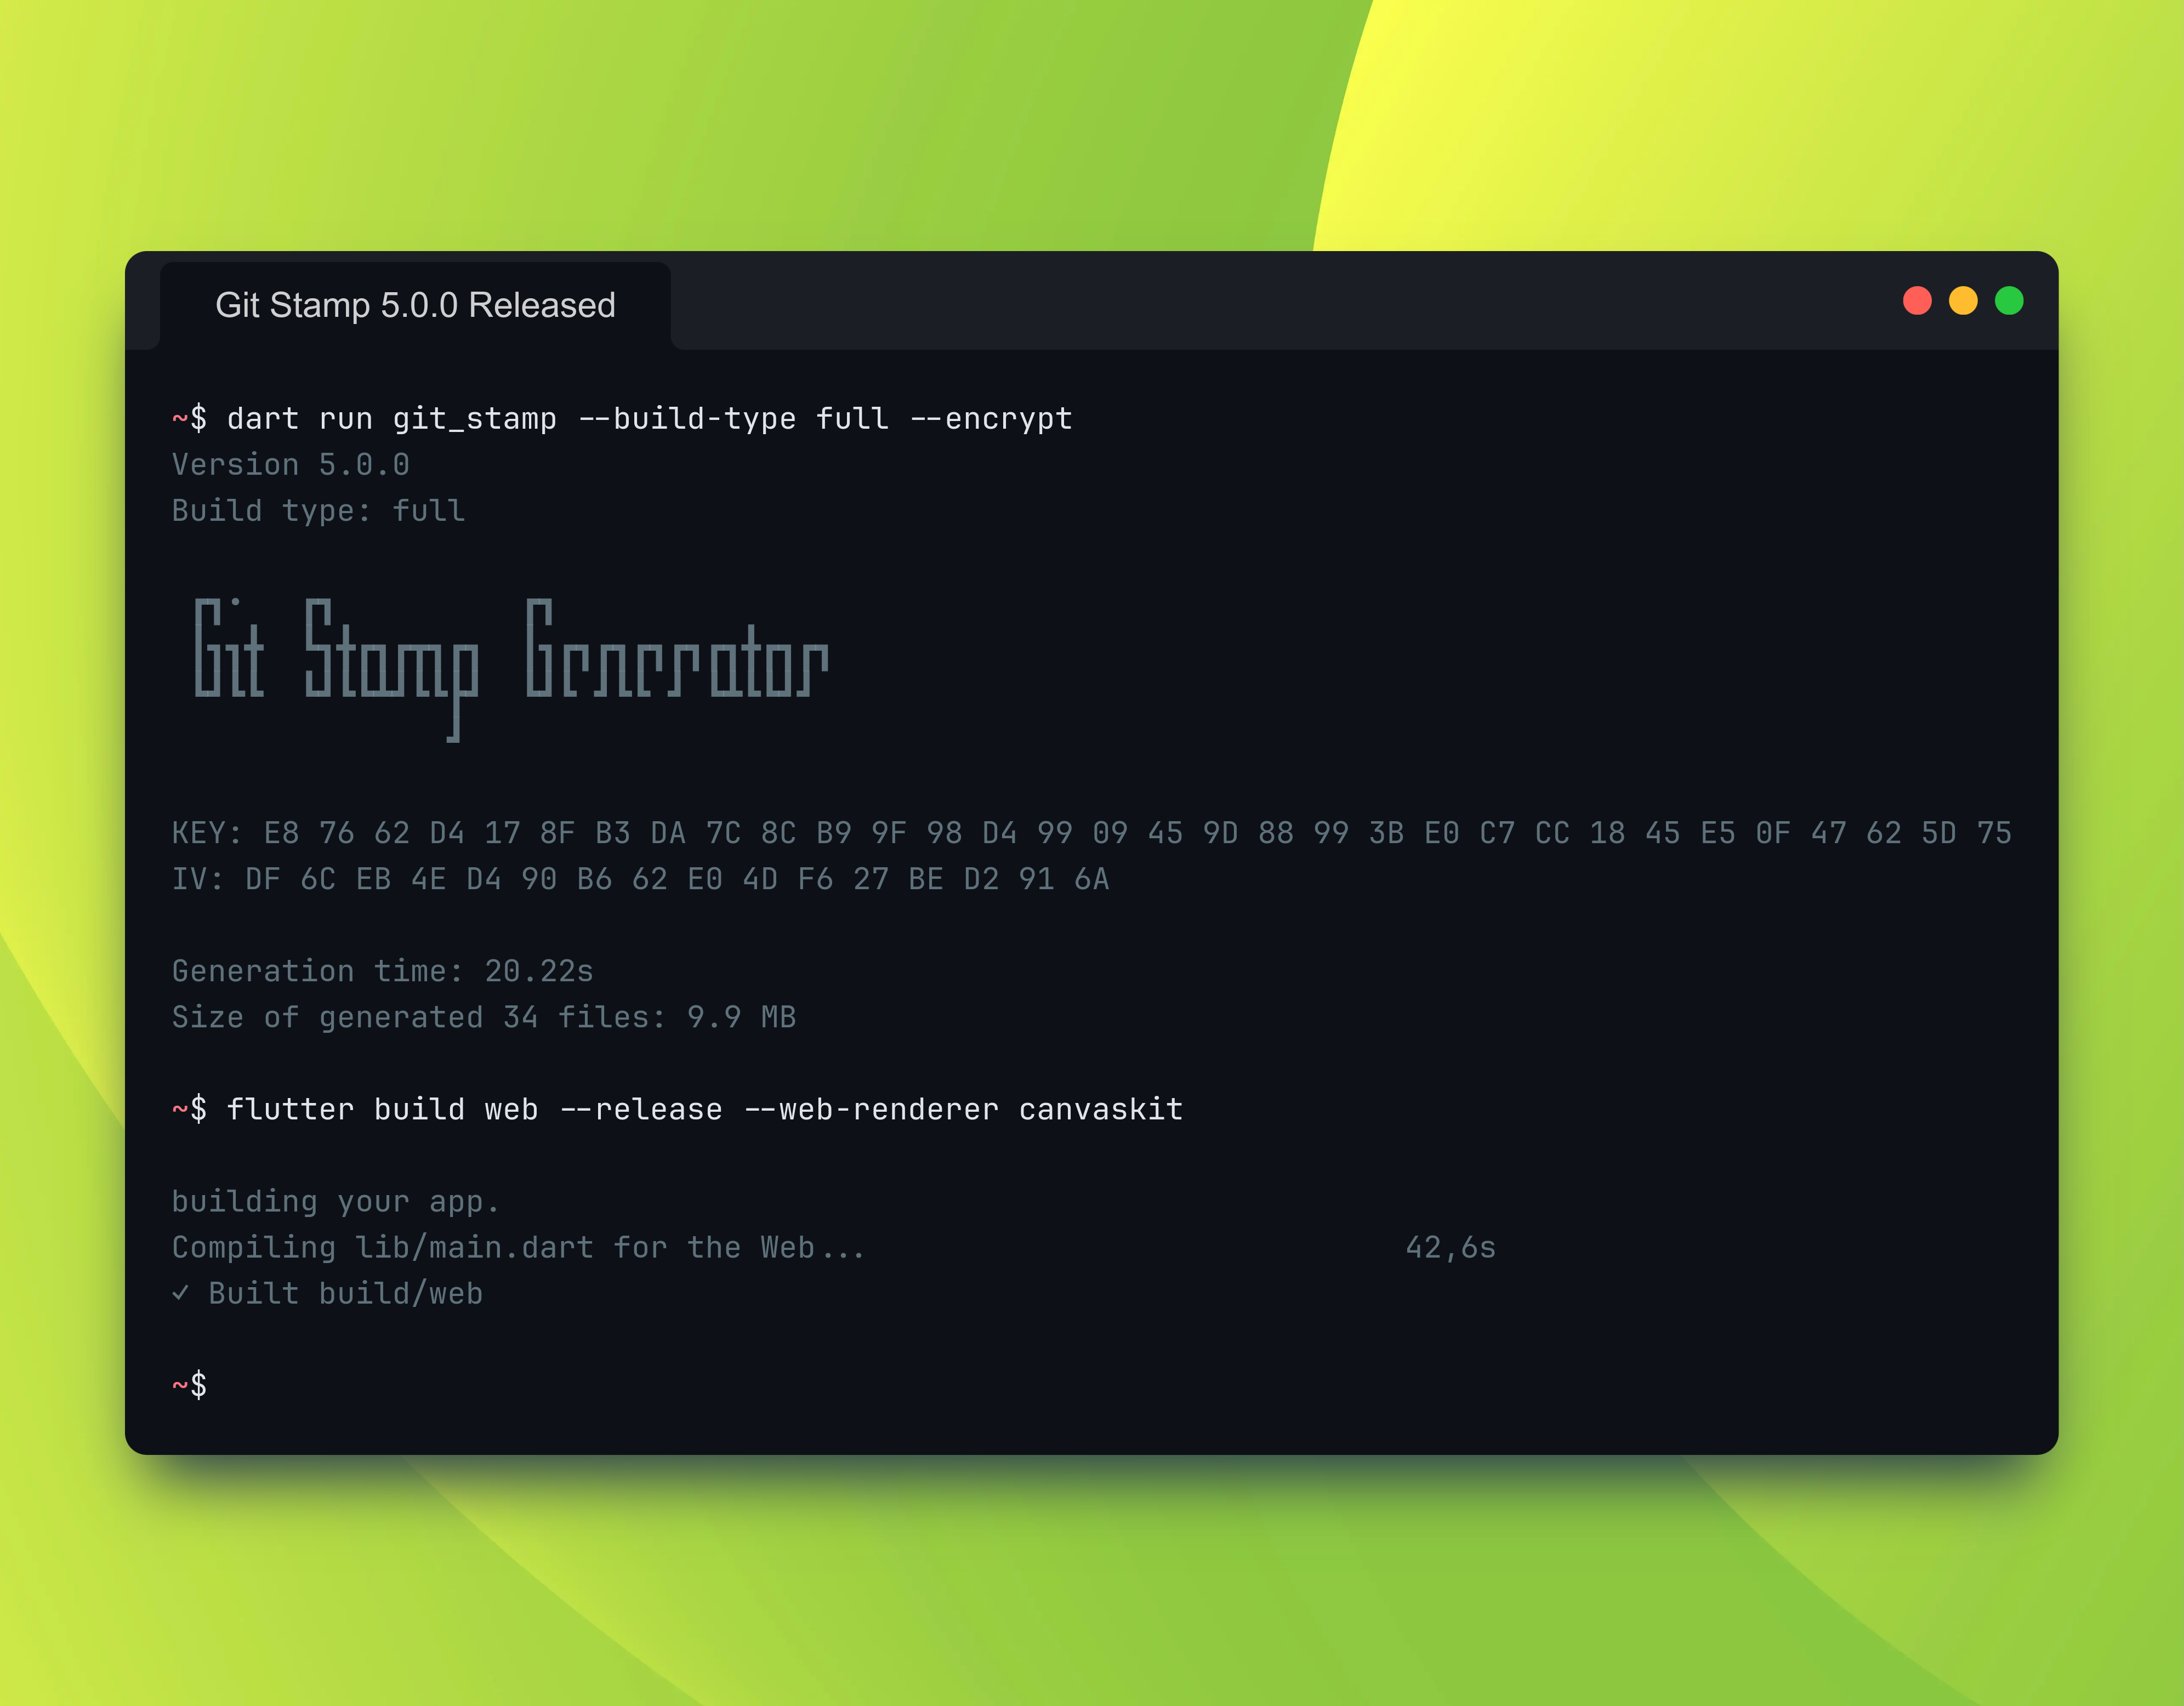 Git Stamp 5.0.0 Released
~$ dart run git_stamp --build-type full --encrypt
Version 5.0.0
Build type: full
Git Stamp Generator
KEY: E8 76 62 D4 17 8F B3 DA 7C 8C B9 9F 98 D4 99 09 45 9D 88 99 3B E0 C7 CC 18 45 E5 0F 47 62 5D 75
IV: DF 6C EB 4E D4 90 B6 62 E0 4D F6 27 BE D2 91 6A
Generation time: 20.22s
Size of generated 34 files: 9.9 MB
~$ flutter build web --release --web-renderer canvaskit
building your app.
Compiling lib/main.dart for the Web... 42,6s
✓ Built build/web
~$